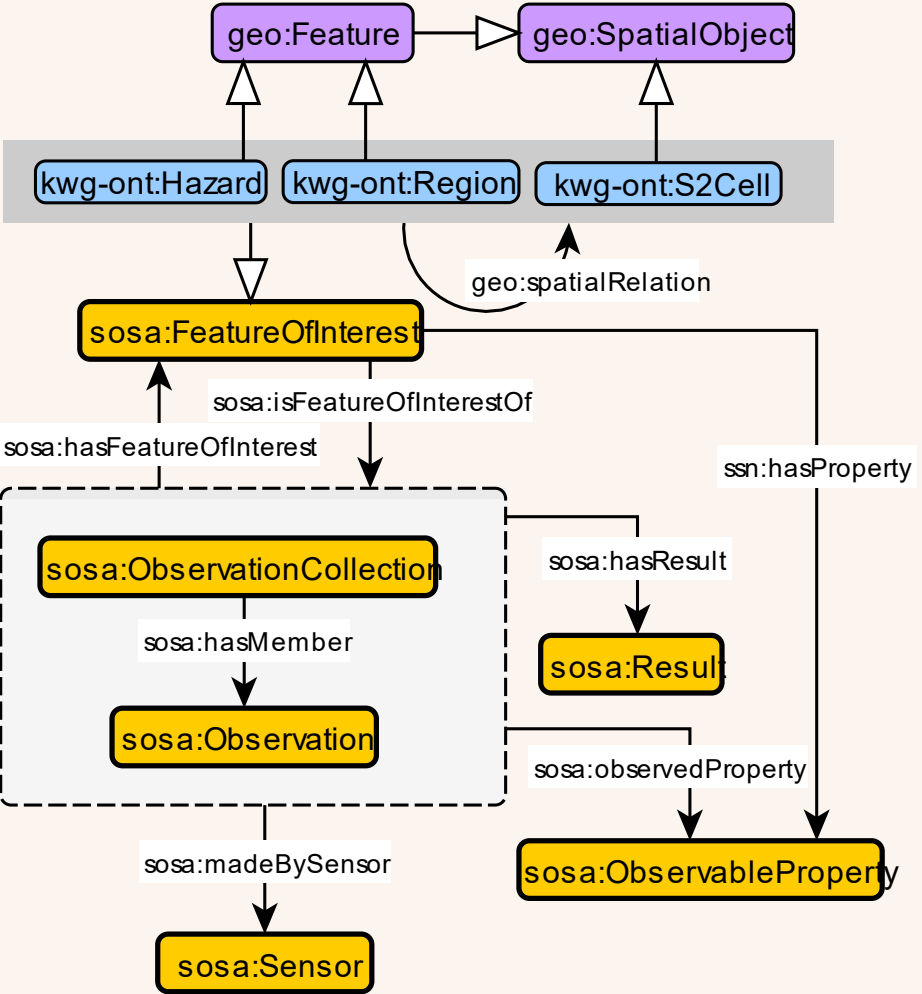 geo:Feature
geo:SpatialObject
kwg-ont:Hazard
kwg-ont:Region
kwg-ont:S2Cell
geo:spatialRelation
sosa:FeatureOfInterest
sosa:isFeatureOfInterestOf
sosa:hasFeatureOfInterest
ssn:hasProperty
sosa:ObservationCollection
sosa:hasResult
sosa:hasMember
sosa:Result
sosa:Observation
sosa:observedProperty
sosa:madeBySensor
sosa:ObservableProperty
sosa:Sensor